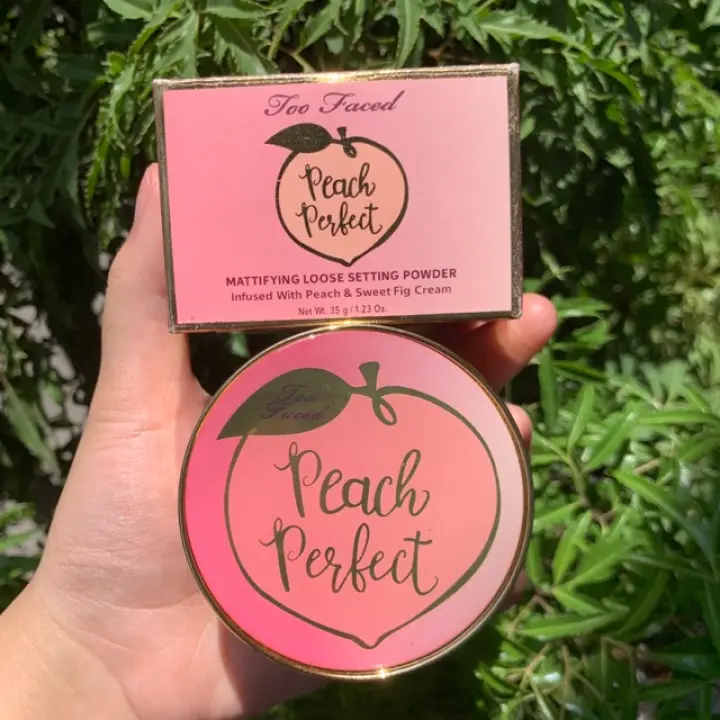 Too Faced
Peach
Perfect
MATTIFYING LOOSE SETTING POWDER
Infused With Peach & Sweet Fig Cream
Net Wt. 35 g / 1.23 Oz.
Too
Faced
Peach
Perfect